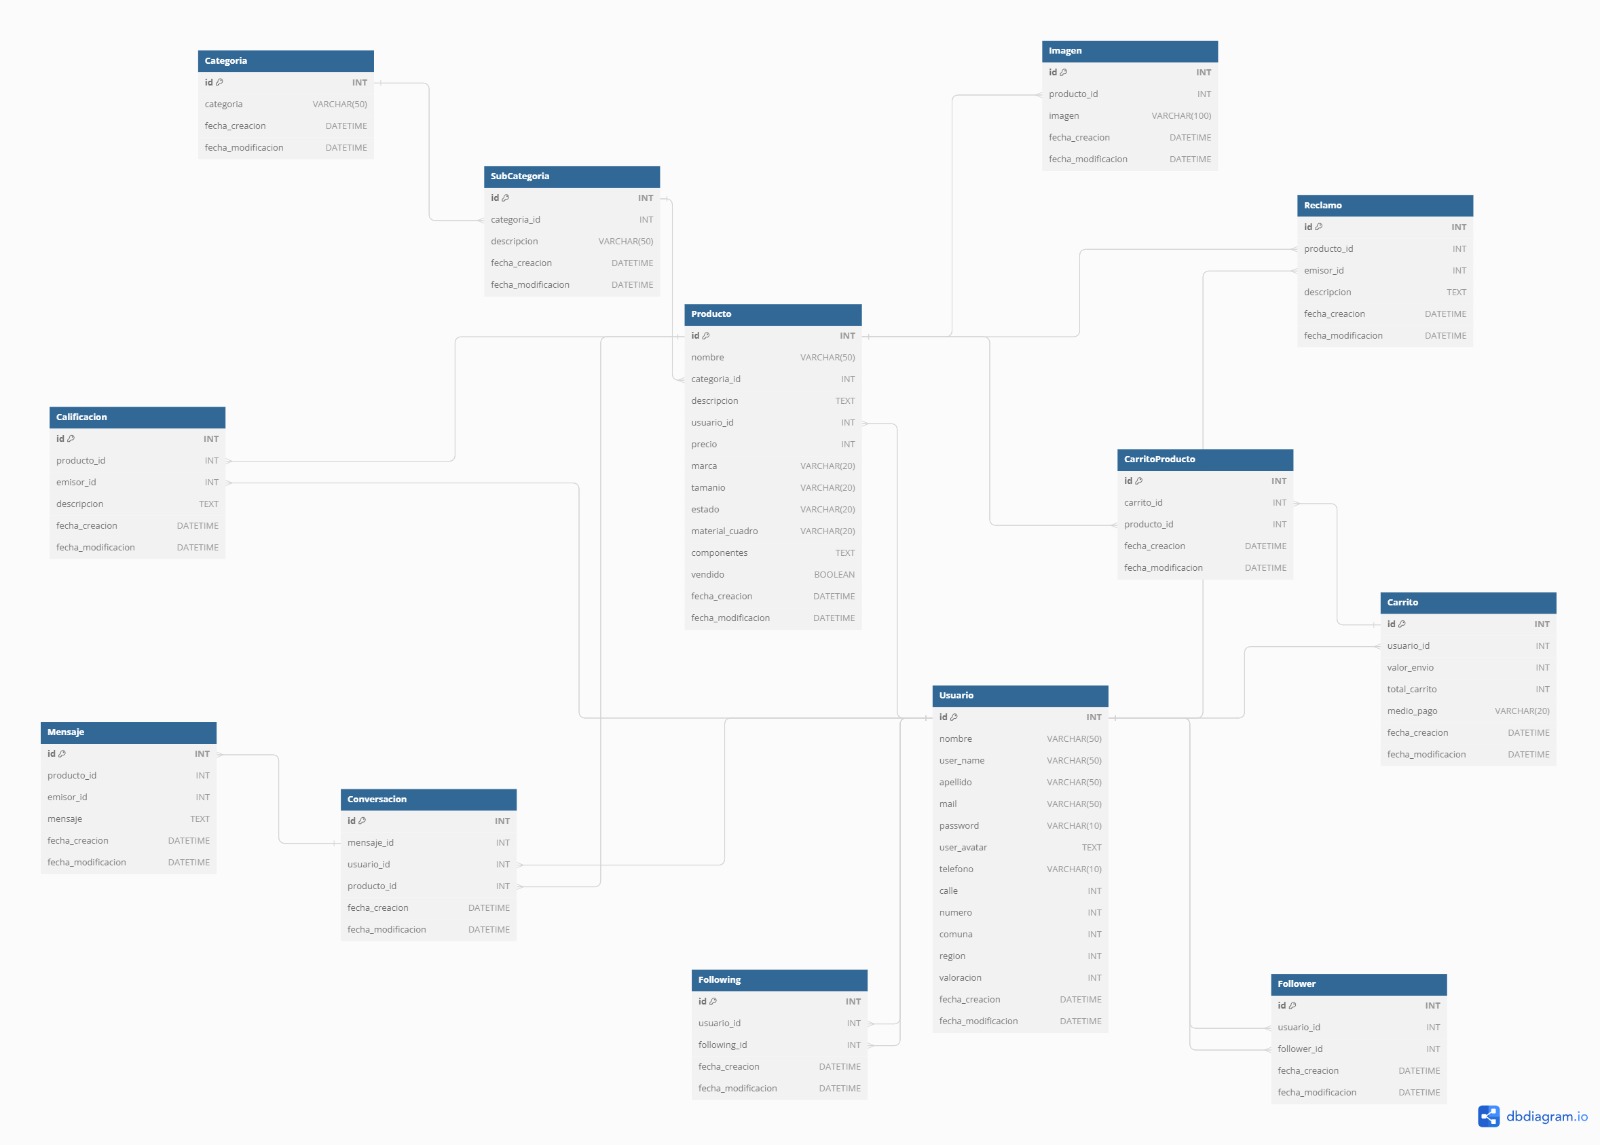 Categoria
id INT
categoria VARCHAR(50)
fecha_creacion DATETIME
fecha_modificacion DATETIME
Imagen
id INT
producto_id INT
imagen VARCHAR(100)
fecha_creacion DATETIME
fecha_modificacion DATETIME
SubCategoria
id INT
categoria_id INT
descripcion VARCHAR(50)
fecha_creacion DATETIME
fecha_modificacion DATETIME
Reclamo
id INT
producto_id INT
emisor_id INT
descripcion TEXT
fecha_creacion DATETIME
fecha_modificacion DATETIME
Producto
id INT
nombre VARCHAR(50)
categoria_id INT
descripcion TEXT
usuario_id INT
precio INT
marca VARCHAR(20)
tamanio VARCHAR(20)
estado VARCHAR(20)
material_cuadro VARCHAR(20)
componentes TEXT
vendido BOOLEAN
fecha_creacion DATETIME
fecha_modificacion DATETIME
Calificacion
id INT
producto_id INT
emisor_id INT
descripcion TEXT
fecha_creacion DATETIME
fecha_modificacion DATETIME
CarritoProducto
id INT
carrito_id INT
producto_id INT
fecha_creacion DATETIME
fecha_modificacion DATETIME
Carrito
id INT
usuario_id INT
valor_envio INT
total_carrito INT
medio_pago VARCHAR(20)
fecha_creacion DATETIME
fecha_modificacion DATETIME
Usuario
id INT
nombre VARCHAR(50)
user_name VARCHAR(50)
apellido VARCHAR(50)
mail VARCHAR(50)
password VARCHAR(10)
user_avatar TEXT
telefono VARCHAR(10)
calle INT
numero INT
comuna INT
region INT
valoracion INT
fecha_creacion DATETIME
fecha_modificacion DATETIME
Mensaje
id INT
producto_id INT
emisor_id INT
mensaje TEXT
fecha_creacion DATETIME
fecha_modificacion DATETIME
Conversacion
id INT
mensaje_id INT
usuario_id INT
producto_id INT
fecha_creacion DATETIME
fecha_modificacion DATETIME
Following
id INT
usuario_id INT
following_id INT
fecha_creacion DATETIME
fecha_modificacion DATETIME
Follower
id INT
usuario_id INT
follower_id INT
fecha_creacion DATETIME
fecha_modificacion DATETIME
dbdiagram.io